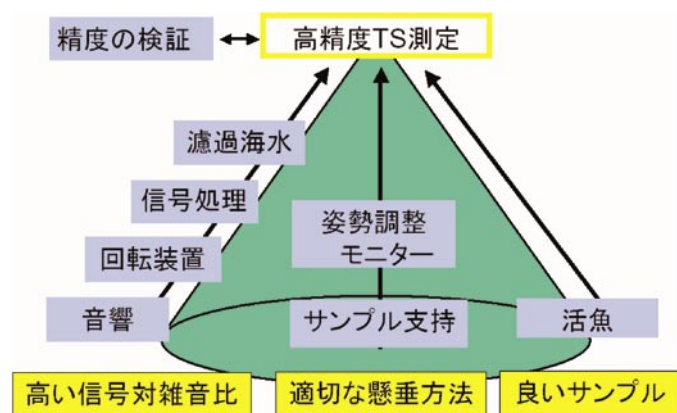 精度の検証
高精度TS測定
濾過海水
信号処理
姿勢調整
モニター
回転装置
音響
サンプル支持
活魚
高い信号対雑音比
適切な懸垂方法
良いサンプル